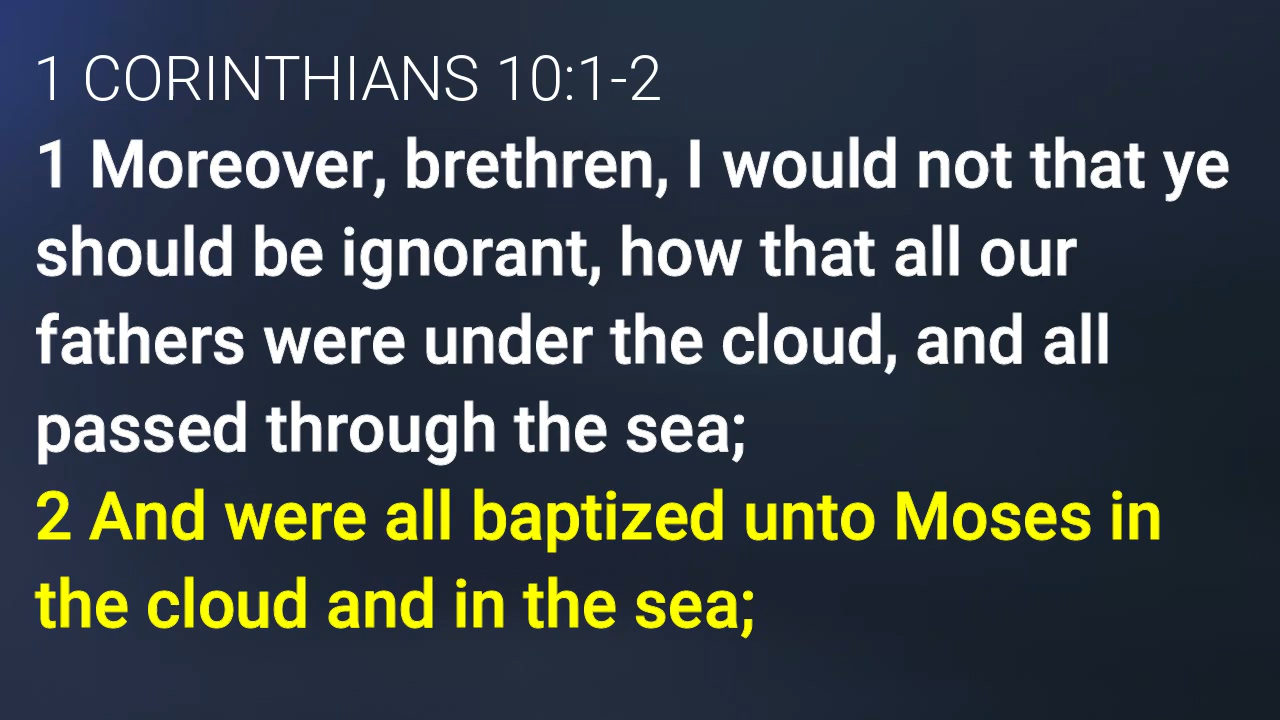 1 CORINTHIANS 10:1-2
1 Moreover, brethren, I would not that ye
should be ignorant, how that all our
fathers were under the cloud, and all
passed through the sea;
2 And were all baptized unto Moses in
the cloud and in the sea;